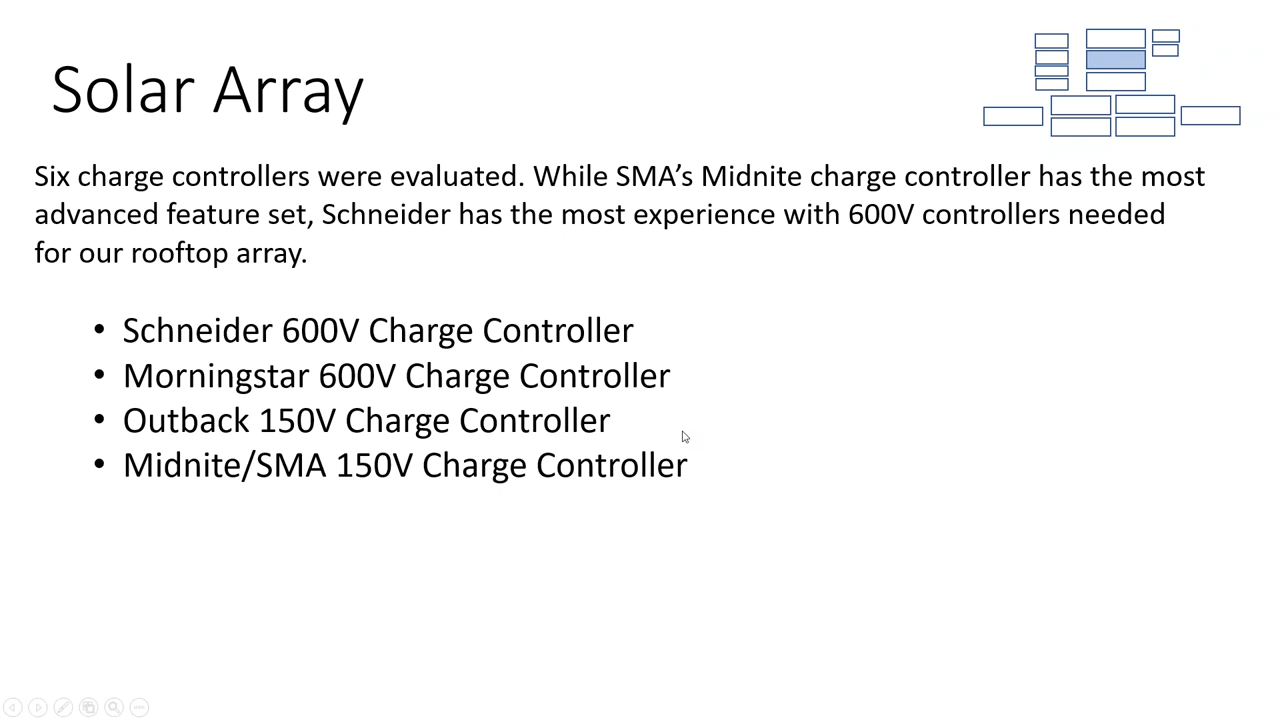 Solar Array
Six charge controllers were evaluated. While SMA’s Midnite charge controller has the most
advanced feature set, Schneider has the most experience with 600V controllers needed
for our rooftop array.
• Schneider 600V Charge Controller
• Morningstar 600V Charge Controller
• Outback 150V Charge Controller
• Midnite/SMA 150V Charge Controller